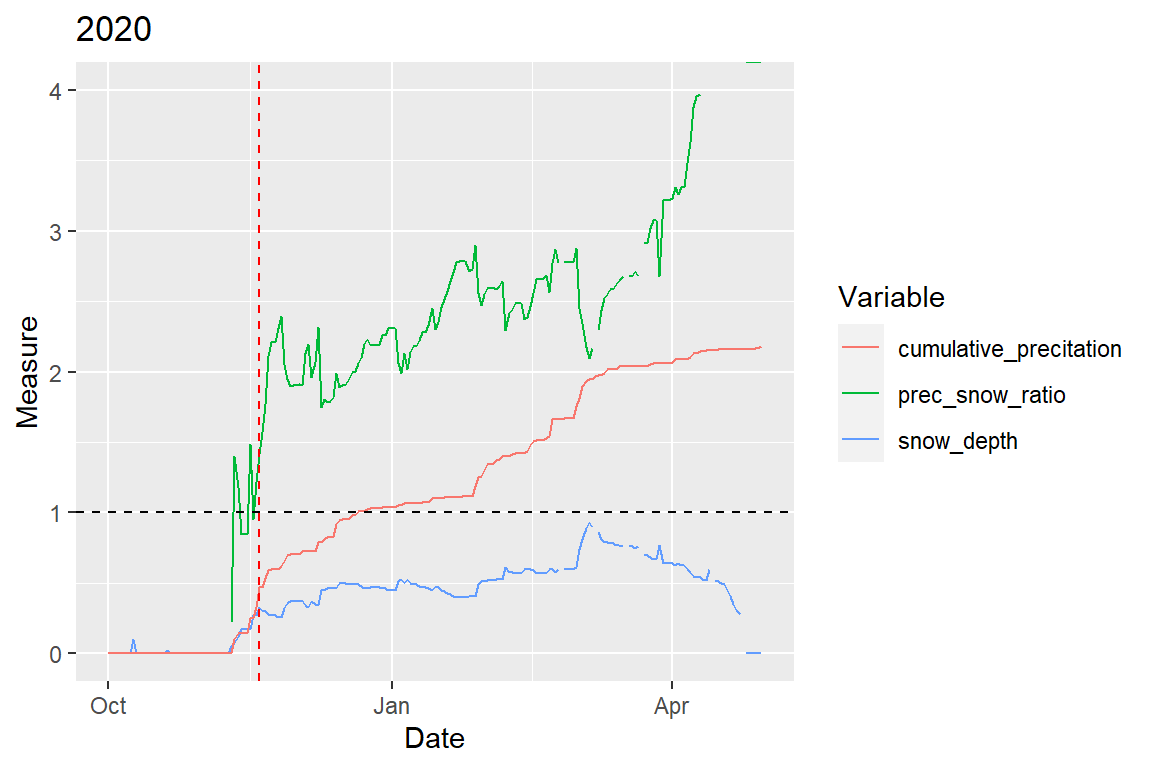 2020
Measure
4
3
2
1
0
Oct
Jan
Apr
Date
Variable
cumulative_precitation
prec_snow_ratio
snow_depth